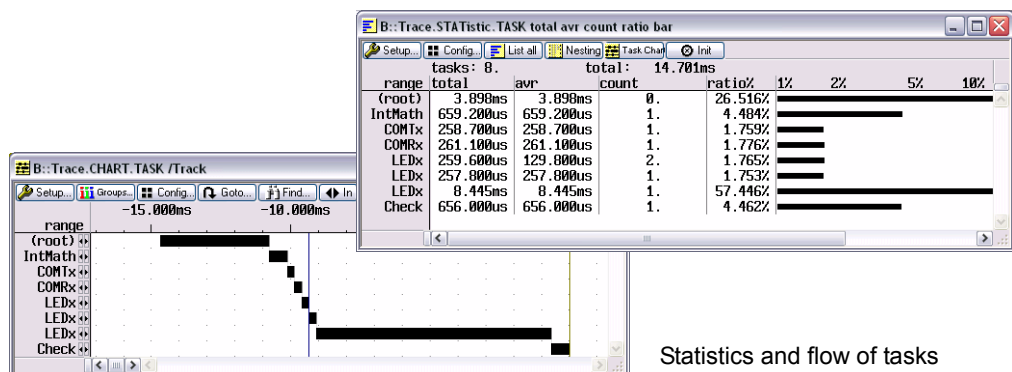 B::Trace.STATistic.TASK total avr count ratio bar
Setup... Config... List all Nesting Task Chart Init
tasks: 8. total: 14.701ms
range total avr count ratio% 1% 2% 5% 10%
(root) 3.898ms 3.898ms 0. 26.516%
IntMath 659.200us 659.200us 1. 4.484%
COMTx 258.700us 258.700us 1. 1.759%
COMRx 261.100us 261.100us 1. 1.776%
LEDx 259.600us 129.800us 2. 1.765%
LEDx 257.800us 257.800us 1. 1.753%
LEDx 8.445ms 8.445ms 1. 57.446%
Check 656.000us 656.000us 1. 4.462%
B::Trace.CHART.TASK /Track
Setup... Groups... Config... Goto... Find... In
-15.000ms -10.000ms
range
(root)
IntMath
COMTx
COMRx
LEDx
LEDx
LEDx
Check
Statistics and flow of tasks